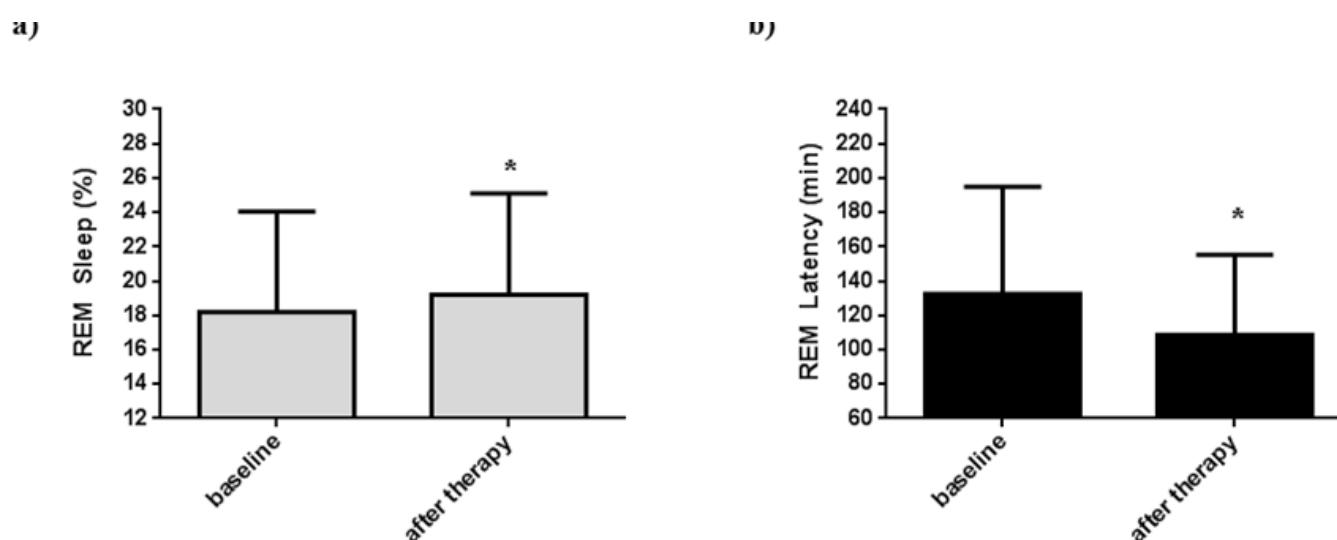 a)
b)
REM Sleep (%)
30
28
26
24
22
20
18
16
14
12
*
baseline
after therapy
REM Latency (min)
240
220
200
180
160
140
120
100
80
60
*
baseline
after therapy